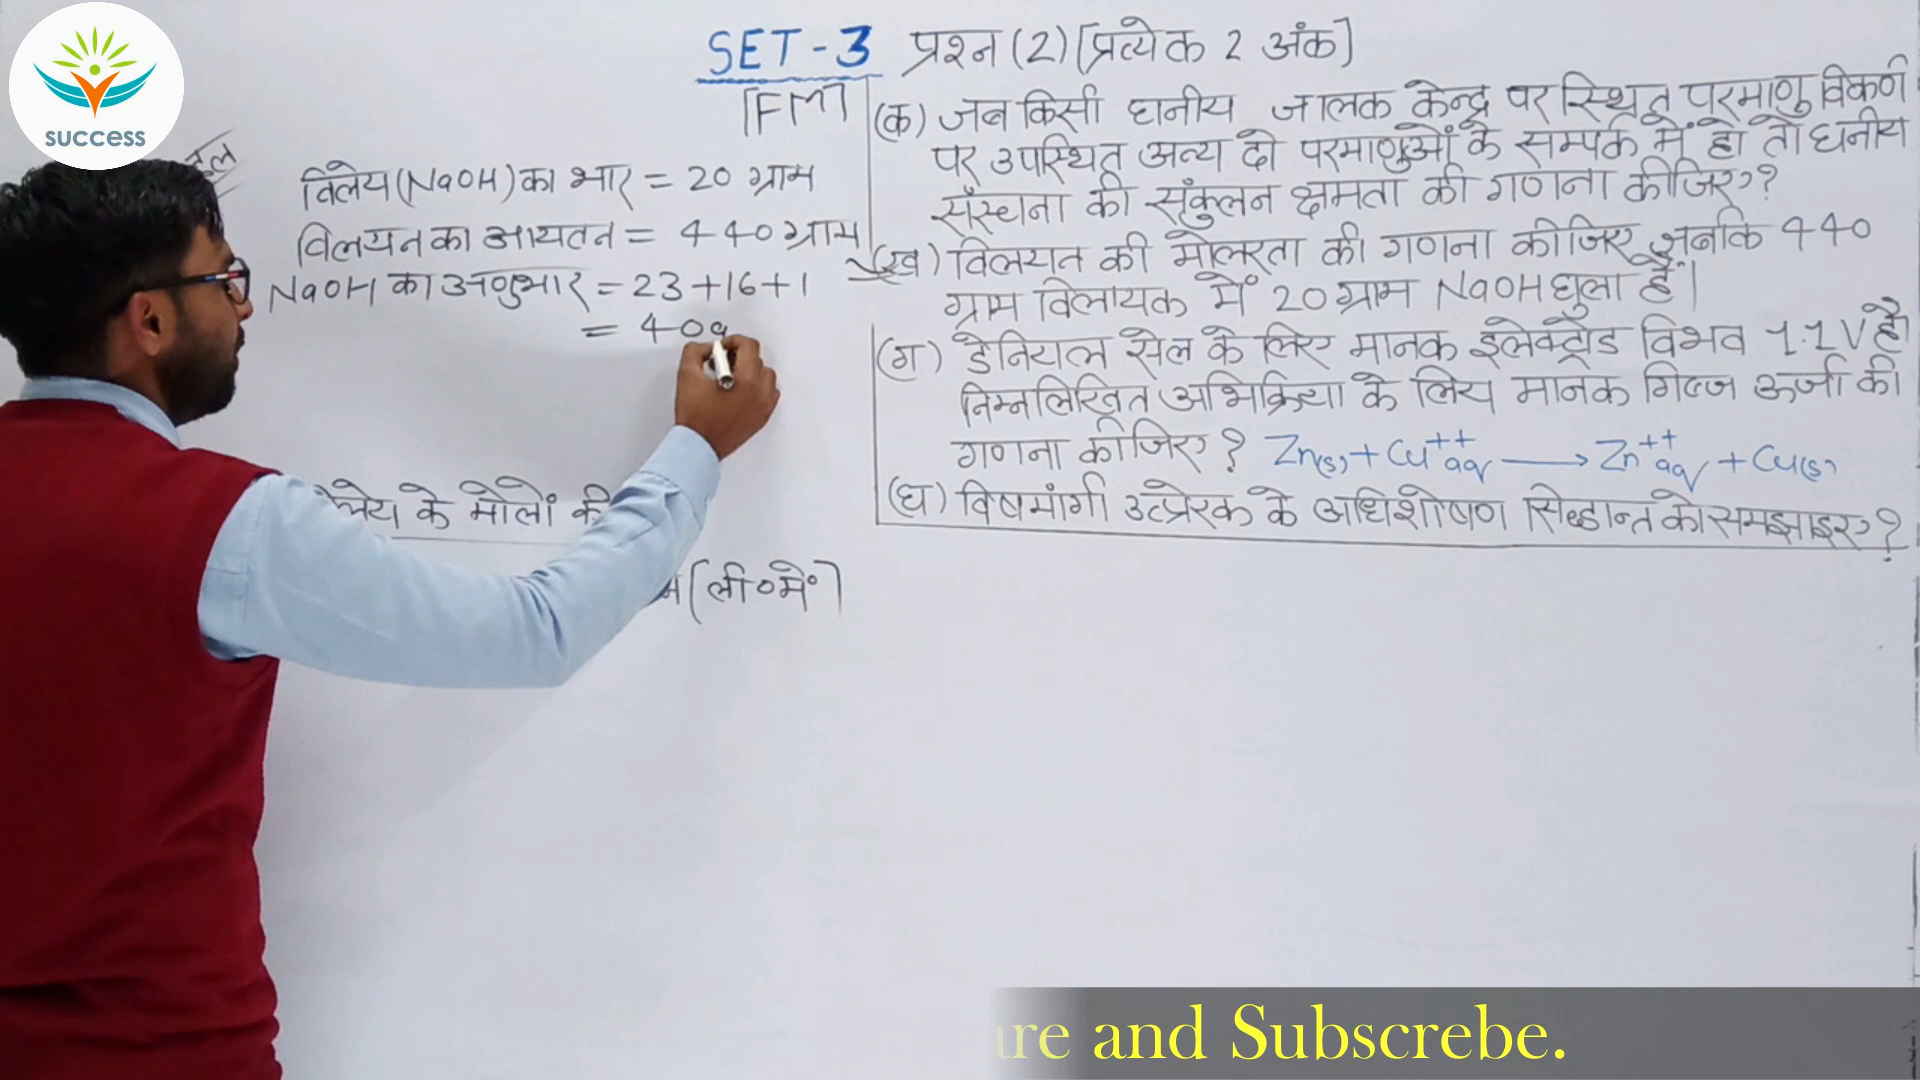 success
SET-3 प्रश्न (2) [प्रत्येक 2 अंक]
[FM]
विलेय (NaOH) का भार = 20 ग्राम
विलयन का आयतन = 440 ग्राम
NaOH का अणुभार = 23+16+1
= 40g
के मोलों की
[ली०मे०]
(क) जब किसी घनीय जालक केन्द्र पर स्थित परमाणु विकर्ण
पर उपस्थित अन्य दो परमाणुओं के सम्पर्क में हो तो घनीय
संरचना की संकुलन क्षमता की गणना कीजिए?
(ख) विलयन की मोलरता की गणना कीजिए जबकि 440
ग्राम विलायक में 20 ग्राम NaOH घुला है।
(ग) डेनियल सेल के लिए मानक इलेक्ट्रोड विभव 1.1V है
निम्नलिखित अभिक्रिया के लिय मानक गिब्ज ऊर्जा की
गणना कीजिए? Zn(s) + Cu++aq → Zn++aq + Cu(s)
(घ) विषमांगी उत्प्रेरक के अधिशोषण सिद्धान्त को समझाइए?
re and Subscrebe.